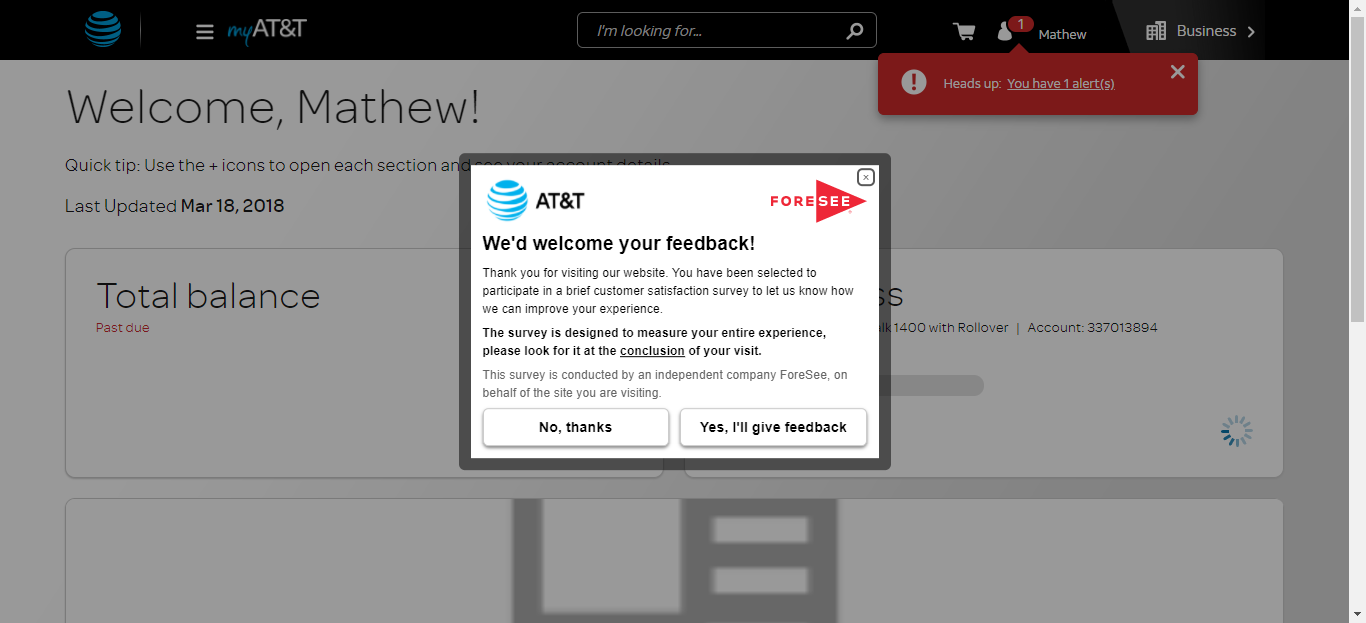 myAT&T
I'm looking for...
1
Mathew
Business
Heads up: You have 1 alert(s)
Welcome, Mathew!
Quick tip: Use the + icons to open each section and see your account details.
Last Updated Mar 18, 2018
Total balance
Past due
ss
alk 1400 with Rollover | Account: 337013894
AT&T
FORESEE
We'd welcome your feedback!
Thank you for visiting our website. You have been selected to
participate in a brief customer satisfaction survey to let us know how
we can improve your experience.
The survey is designed to measure your entire experience,
please look for it at the conclusion of your visit.
This survey is conducted by an independent company ForeSee, on
behalf of the site you are visiting.
No, thanks
Yes, I'll give feedback